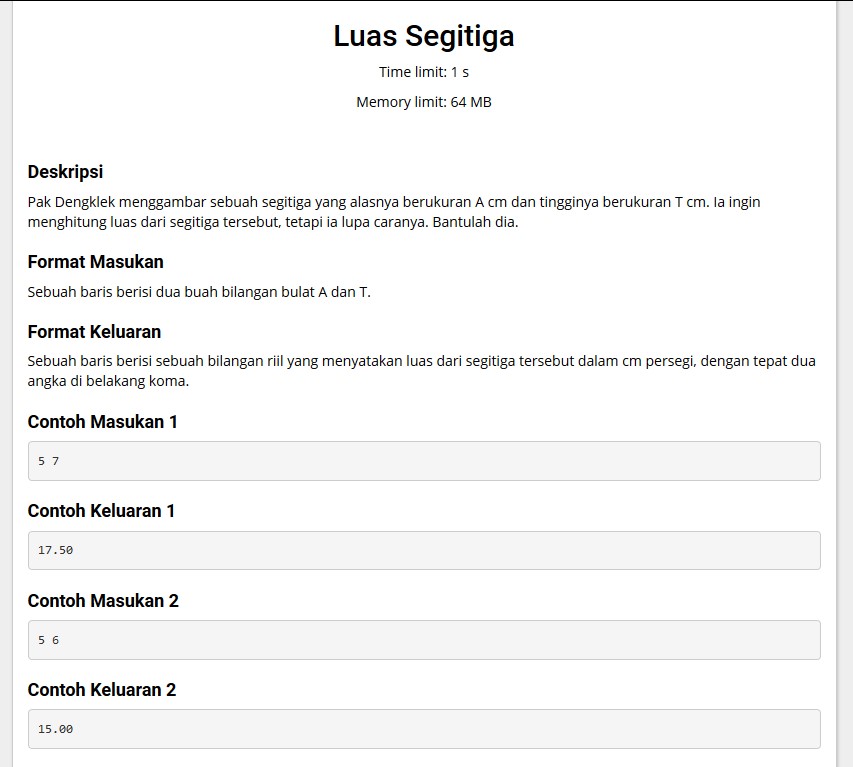 Luas Segitiga
Time limit: 1 s
Memory limit: 64 MB
Deskripsi
Pak Dengklek menggambar sebuah segitiga yang alasnya berukuran A cm dan tingginya berukuran T cm. Ia ingin
menghitung luas dari segitiga tersebut, tetapi ia lupa caranya. Bantulah dia.
Format Masukan
Sebuah baris berisi dua buah bilangan bulat A dan T.
Format Keluaran
Sebuah baris berisi sebuah bilangan riil yang menyatakan luas dari segitiga tersebut dalam cm persegi, dengan tepat dua
angka di belakang koma.
Contoh Masukan 1
5 7
Contoh Keluaran 1
17.50
Contoh Masukan 2
5 6
Contoh Keluaran 2
15.00